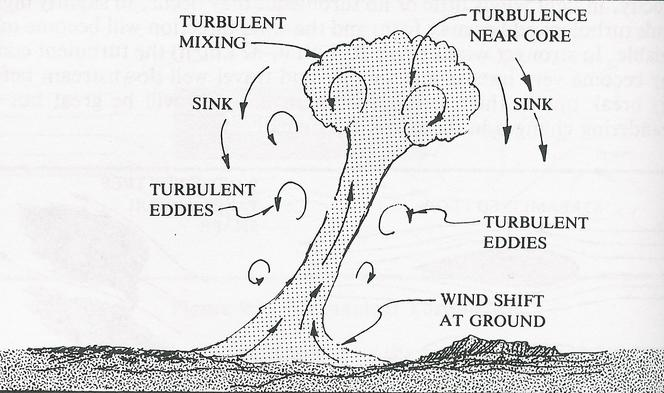 TURBULENT
MIXING
TURBULENCE
NEAR CORE
SINK
SINK
TURBULENT
EDDIES
TURBULENT
EDDIES
WIND SHIFT
AT GROUND